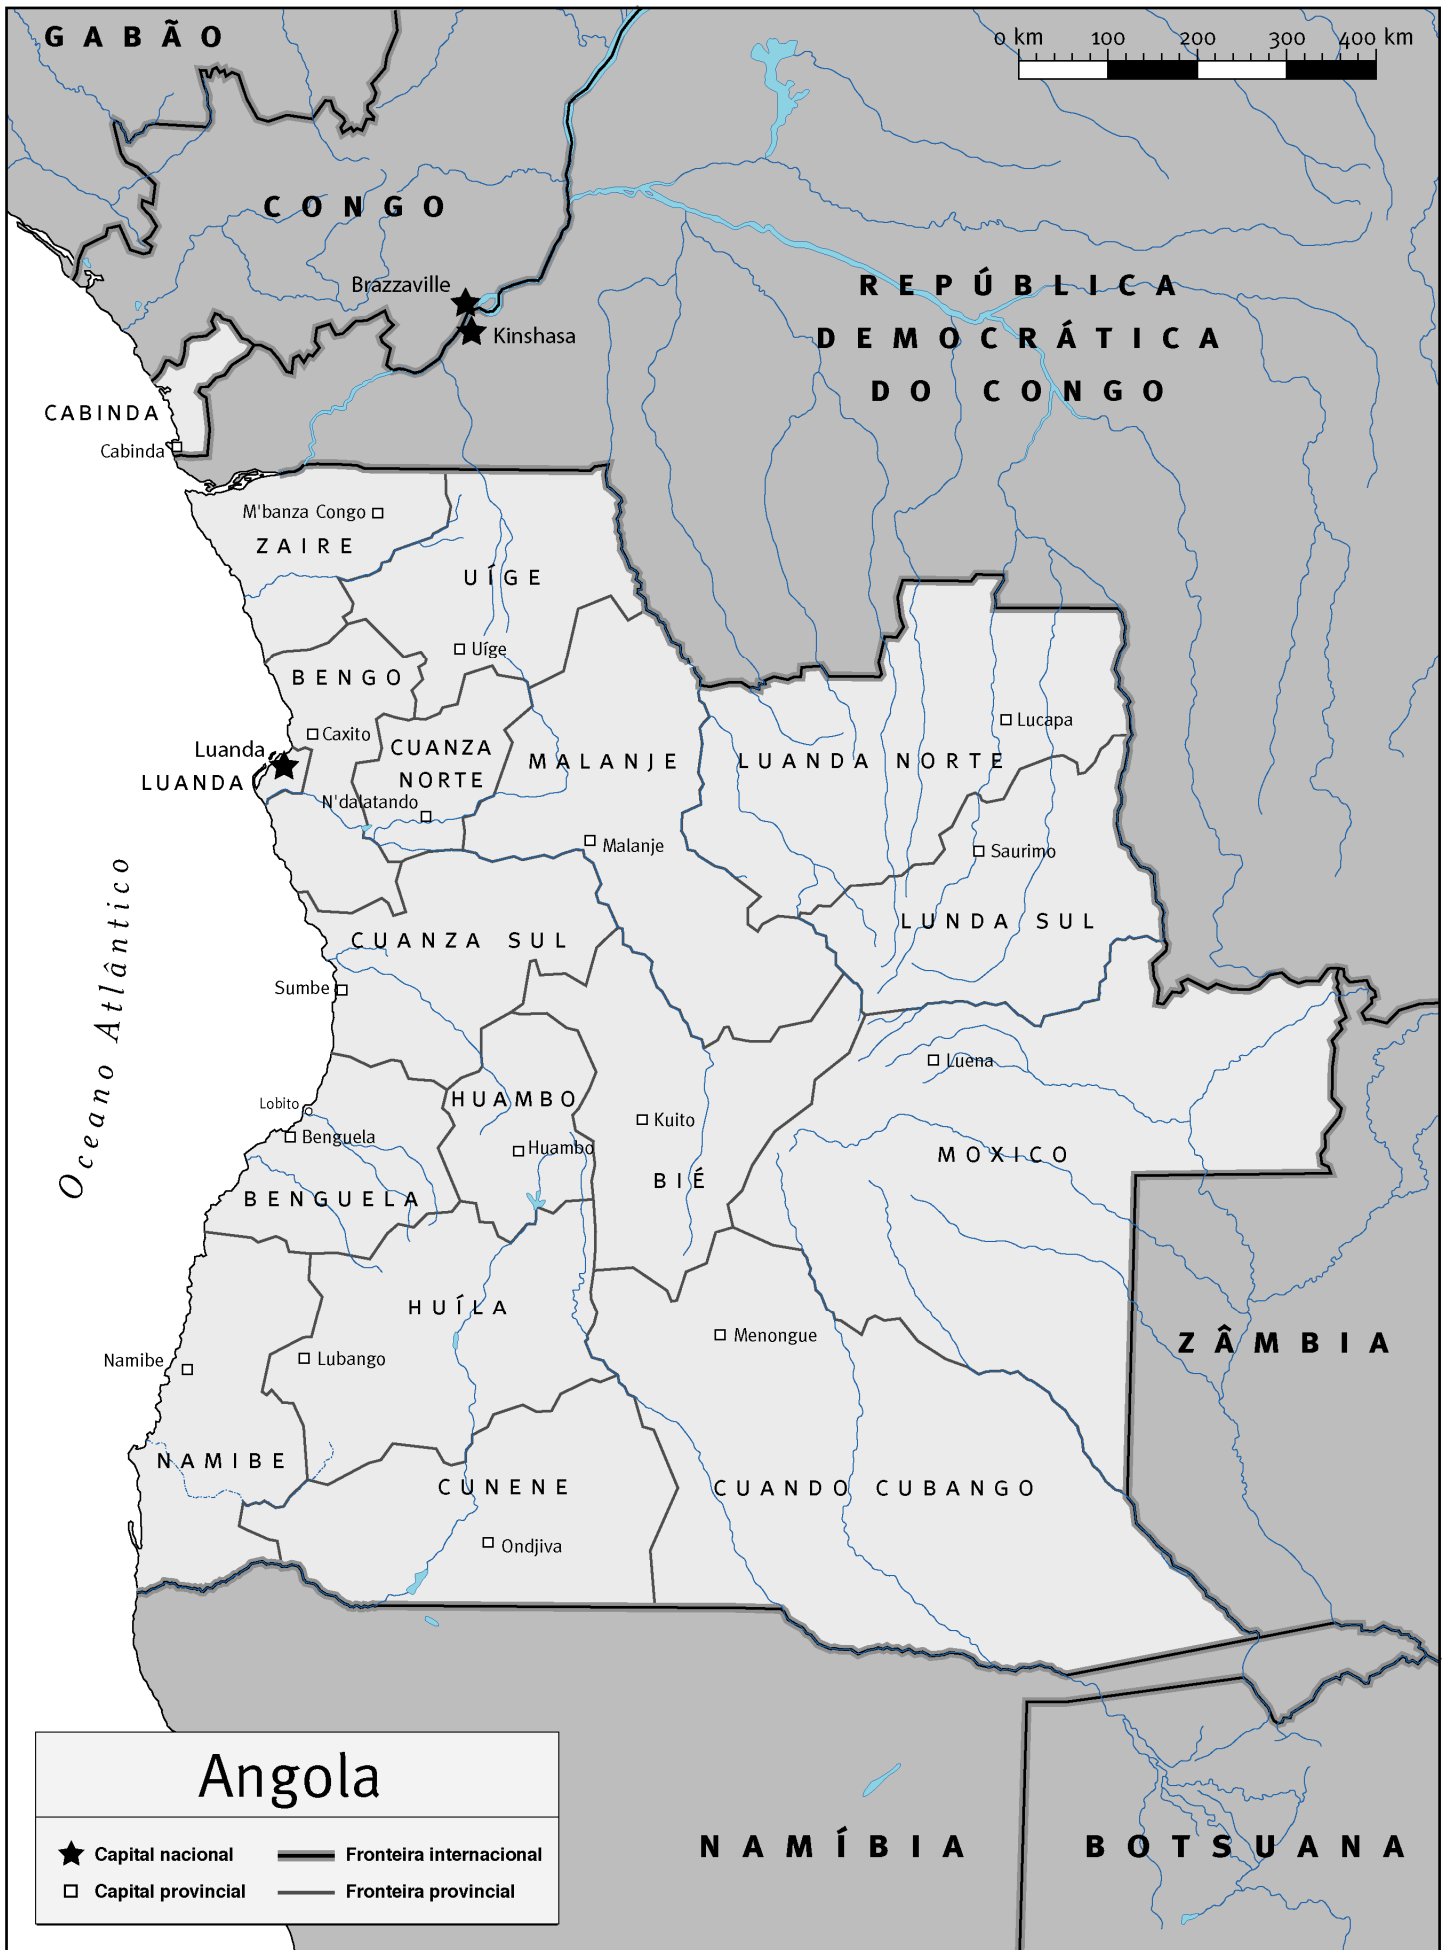 GABÃO
0 km 100 200 300 400 km
CONGO
Brazzaville
Kinshasa
REPÚBLICA
DEMOCRÁTICA
DO CONGO
CABINDA
Cabinda
M'banza Congo
ZAIRE
UÍGE
Uíge
BENGO
Caxito
Luanda
LUANDA
CUANZA
NORTE
N'dalatando
MALANJE
Malanje
LUANDA NORTE
Lucapa
Saurimo
LUNDA SUL
Oceano Atlântico
CUANZA SUL
Sumbe
Luena
MOXICO
HUAMBO
Huambo
Kuito
BIÉ
Lobito
Benguela
BENGUELA
HUÍLA
Lubango
Menongue
ZÂMBIA
Namibe
NAMIBE
CUNENE
Ondjiva
CUANDO CUBANGO
NAMÍBIA
BOTSUANA
Angola
Capital nacional
Fronteira internacional
Capital provincial
Fronteira provincial